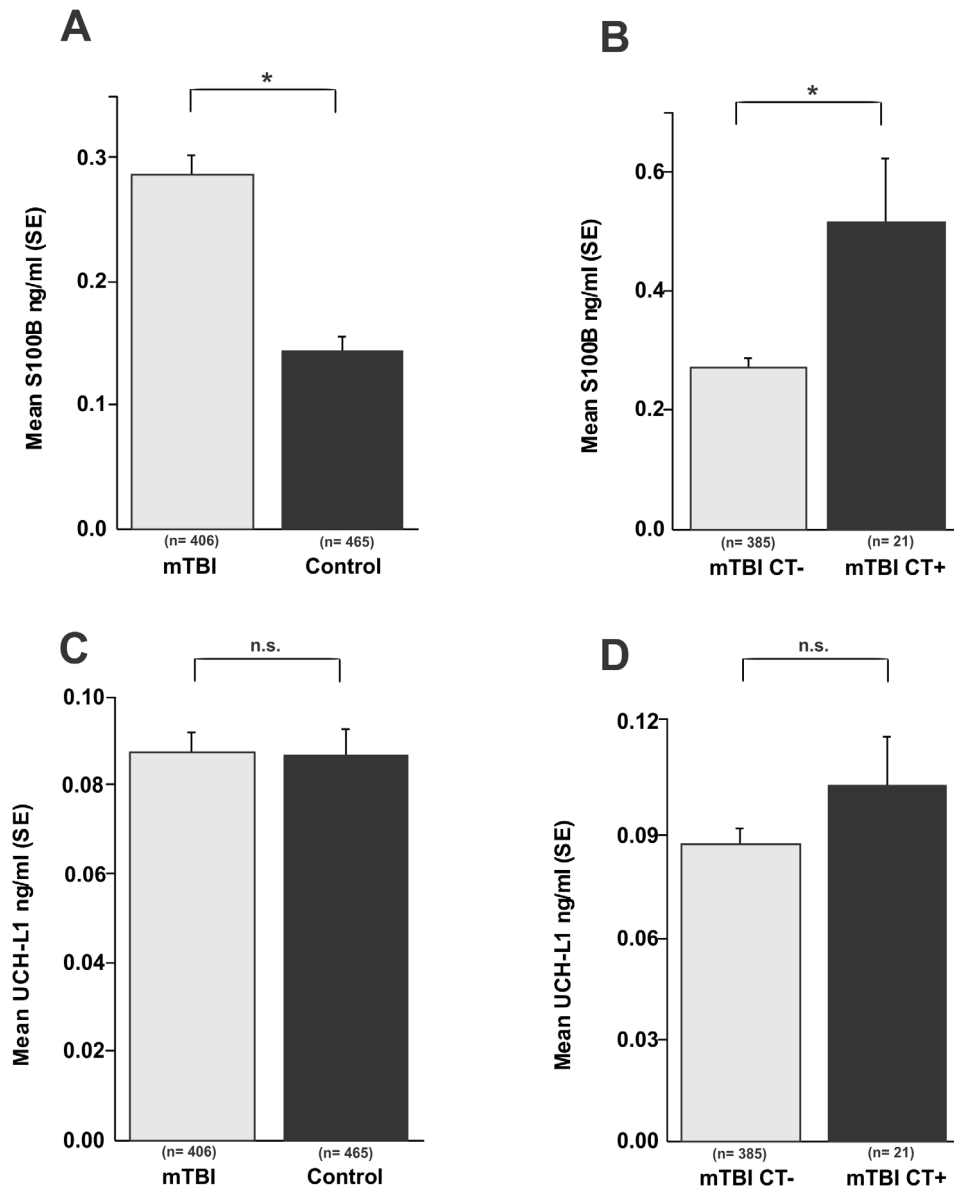 A
*
Mean S100B ng/ml (SE)
0.3
0.2
0.1
0.0
(n= 406)
(n= 465)
mTBI
Control
B
*
Mean S100B ng/ml (SE)
0.6
0.4
0.2
0.0
(n= 385)
(n= 21)
mTBI CT-
mTBI CT+
C
n.s.
Mean UCH-L1 ng/ml (SE)
0.10
0.08
0.06
0.04
0.02
0.00
(n= 406)
(n= 465)
mTBI
Control
D
n.s.
Mean UCH-L1 ng/ml (SE)
0.12
0.09
0.06
0.03
0.00
(n= 385)
(n= 21)
mTBI CT-
mTBI CT+